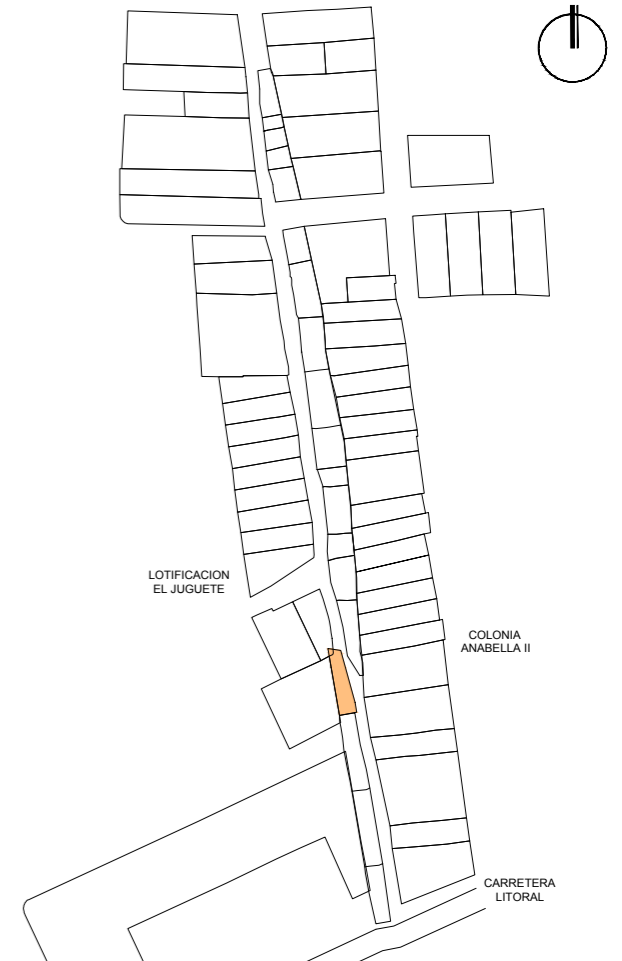 LOTIFICACION
EL JUGUETE
COLONIA
ANABELLA II
CARRETERA
LITORAL